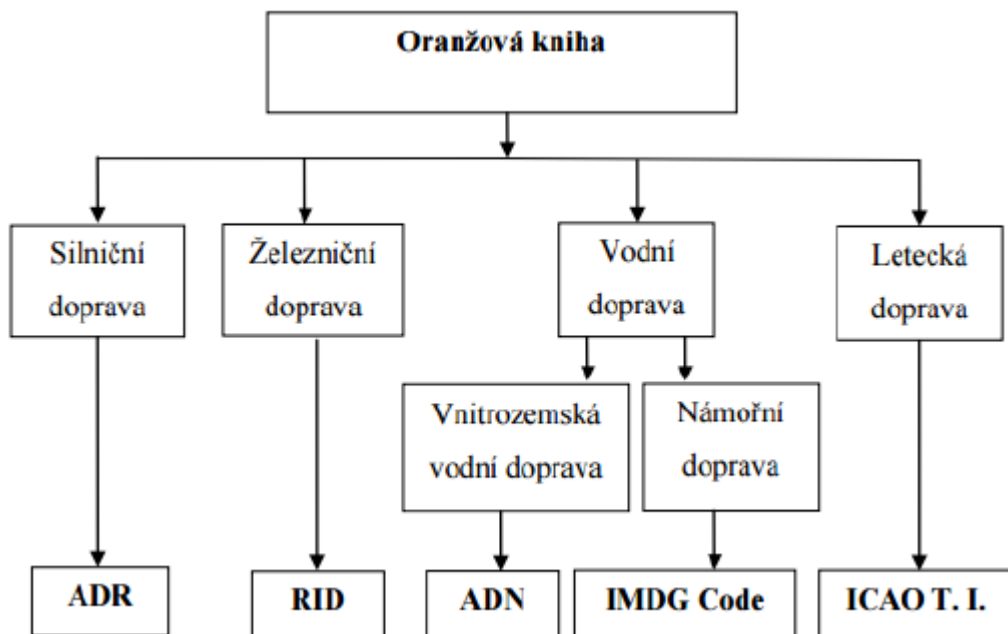 Oranžová kniha
Silniční
doprava
Železniční
doprava
Vodní
doprava
Letecká
doprava
Vnitrozemská
vodní doprava
Námořní
doprava
ADR
RID
ADN
IMDG Code
ICAO T. I.